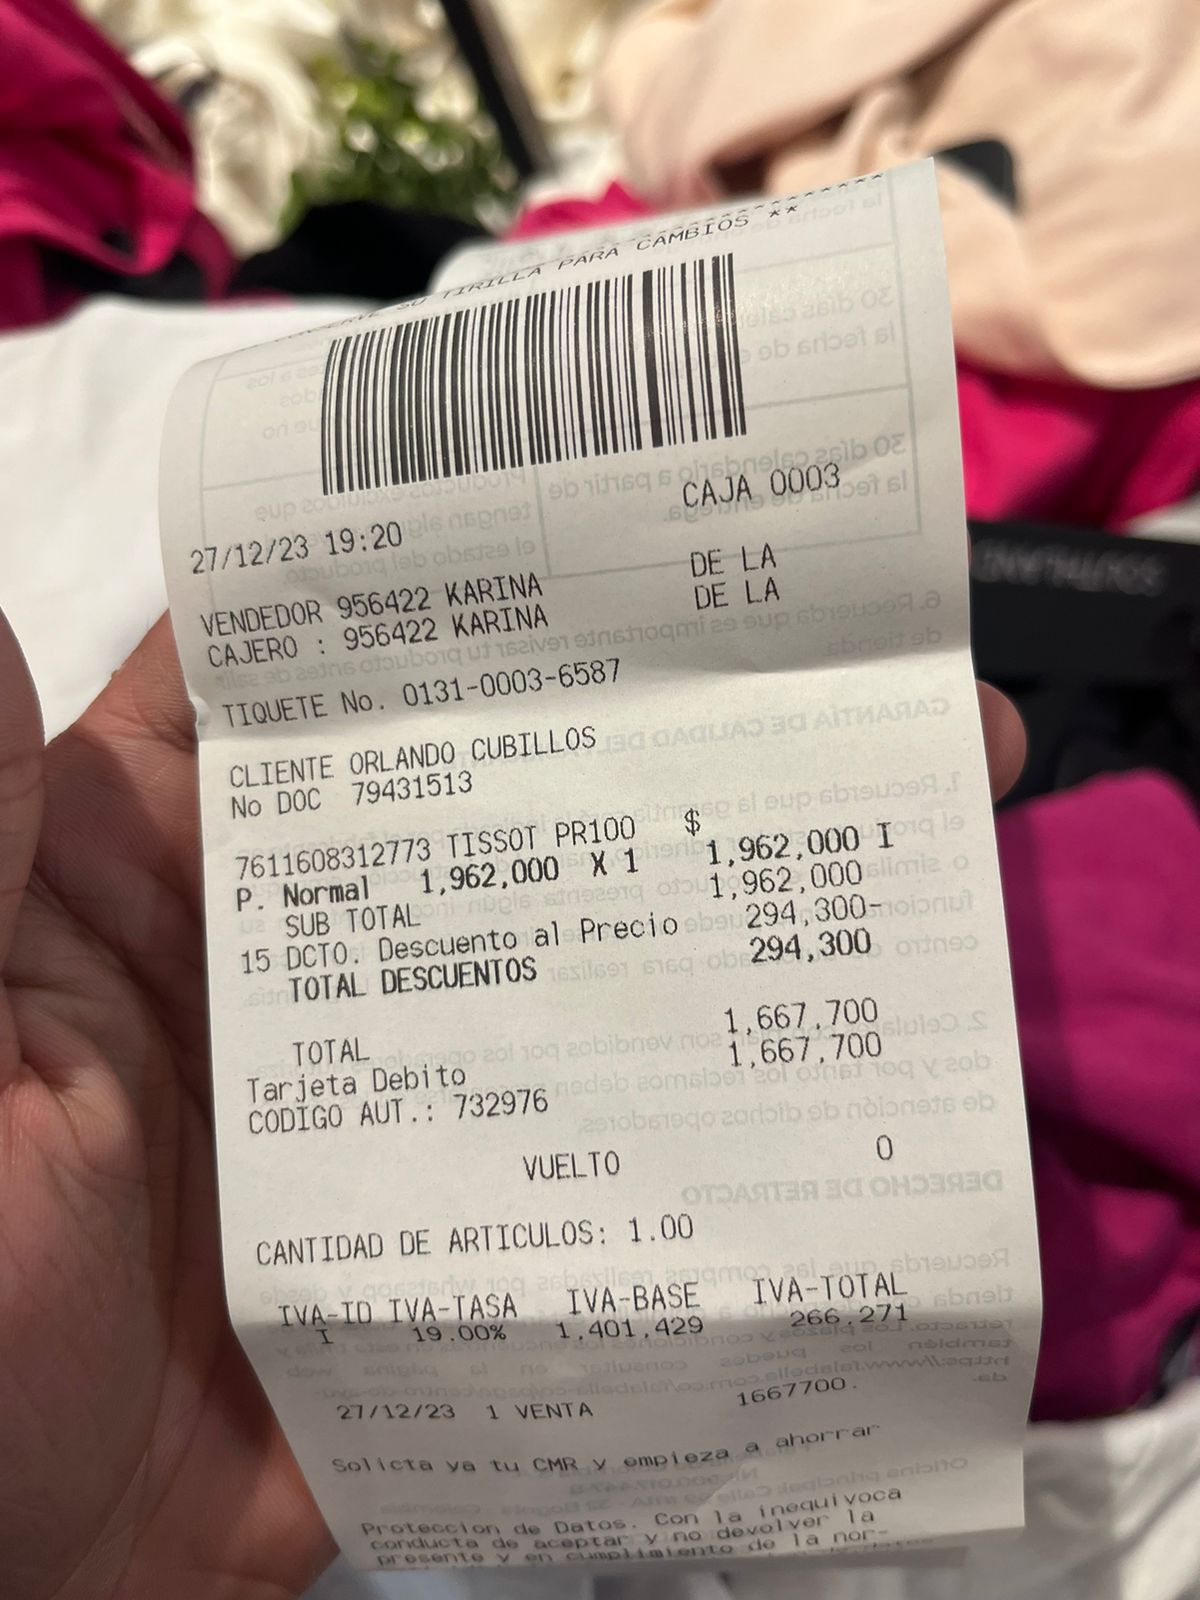 SU TIRILLA PARA CAMBIOS **
CAJA 0003
27/12/23 19:20
VENDEDOR 956422 KARINA DE LA
CAJERO : 956422 KARINA DE LA
TIQUETE No. 0131-0003-6587
CLIENTE ORLANDO CUBILLOS
No DOC 79431513
7611608312773 TISSOT PR100 $
P. Normal 1,962,000 X 1 1,962,000 I
SUB TOTAL 1,962,000
15 DCTO. Descuento al Precio 294,300-
TOTAL DESCUENTOS 294,300
TOTAL 1,667,700
Tarjeta Debito 1,667,700
CODIGO AUT.: 732976
VUELTO 0
CANTIDAD DE ARTICULOS: 1.00
IVA-ID IVA-TASA IVA-BASE IVA-TOTAL
I 19.00% 1,401,429 266,271
27/12/23 1 VENTA 1667700.
Solicta ya tu CMR y empieza a ahorrar
Proteccion de Datos. Con la inequivoca
conducta de aceptar y no devolver la
presente y en cumplimiento de la nor-